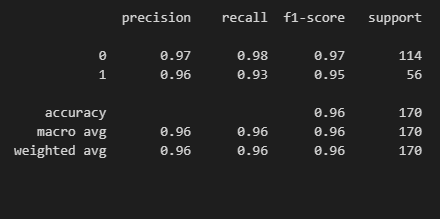 precision recall f1-score support
0 0.97 0.98 0.97 114
1 0.96 0.93 0.95 56
accuracy 0.96 170
macro avg 0.96 0.96 0.96 170
weighted avg 0.96 0.96 0.96 170